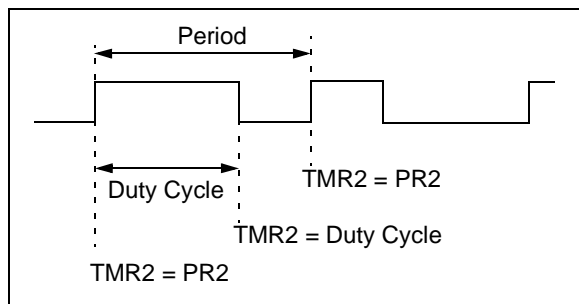 Period
Duty Cycle
TMR2 = PR2
TMR2 = Duty Cycle
TMR2 = PR2